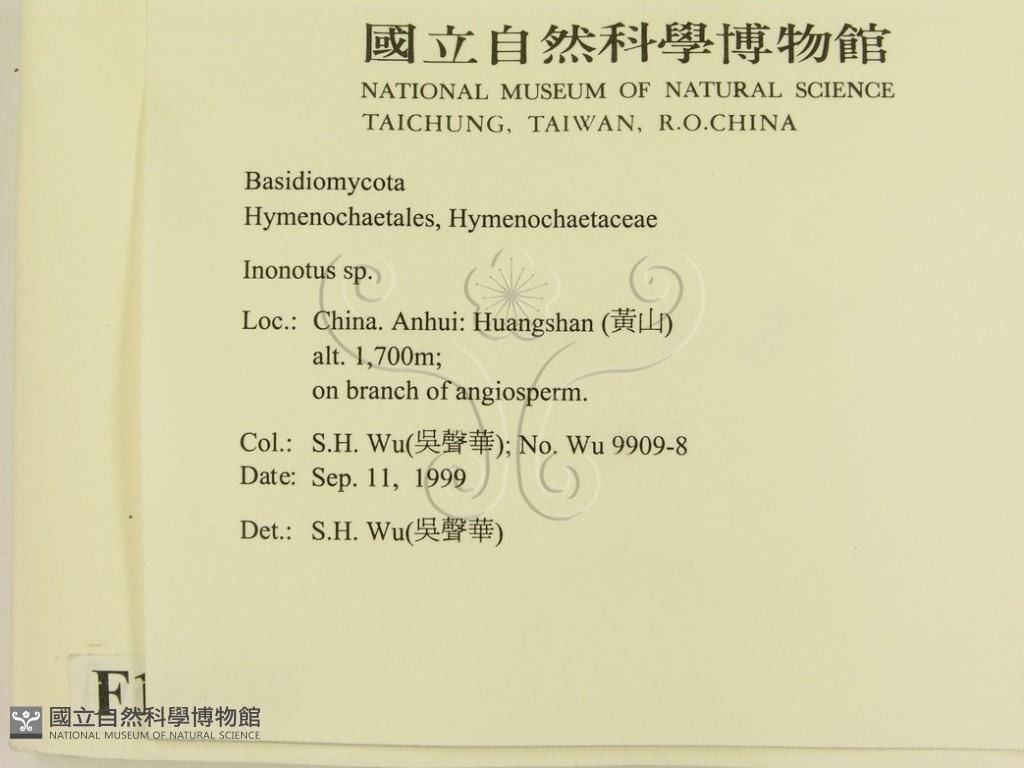 國立自然科學博物館
NATIONAL MUSEUM OF NATURAL SCIENCE
TAICHUNG, TAIWAN, R.O.CHINA
Basidiomycota
Hymenochaetales, Hymenochaetaceae
Inonotus sp.
Loc.: China. Anhui: Huangshan (黃山)
alt. 1,700m;
on branch of angiosperm.
Col.: S.H. Wu(吳聲華); No. Wu 9909-8
Date: Sep. 11, 1999
Det.: S.H. Wu(吳聲華)
F1
國立自然科學博物館
NATIONAL MUSEUM OF NATURAL SCIENCE